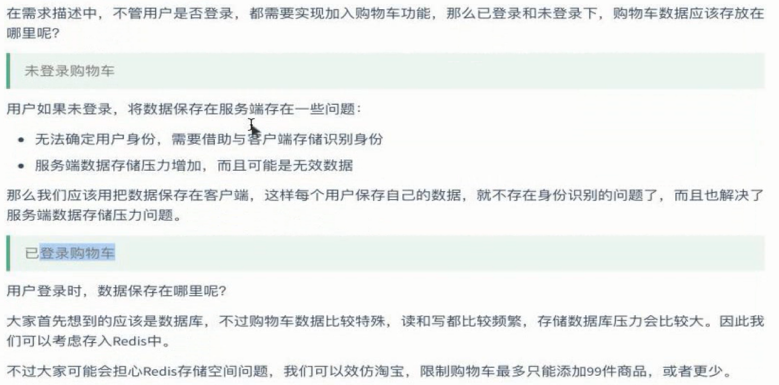 在需求描述中，不管用户是否登录，都需要实现加入购物车功能，那么已登录和未登录下，购物车数据应该存放在
哪里呢？
未登录购物车
用户如果未登录，将数据保存在服务端存在一些问题：
无法确定用户身份，需要借助与客户端存储识别身份
服务端数据存储压力增加，而且可能是无效数据
那么我们应该用把数据保存在客户端，这样每个用户保存自己的数据，就不存在身份识别的问题了，而且也解决了
服务端数据存储压力问题。
已登录购物车
用户登录时，数据保存在哪里呢？
大家首先想到的应该是数据库，不过购物车数据比较特殊，读和写都比较频繁，存储数据库压力会比较大。因此我
们可以考虑存入Redis中。
不过大家可能会担心Redis存储空间问题，我们可以效仿淘宝，限制购物车最多只能添加99件商品，或者更少。